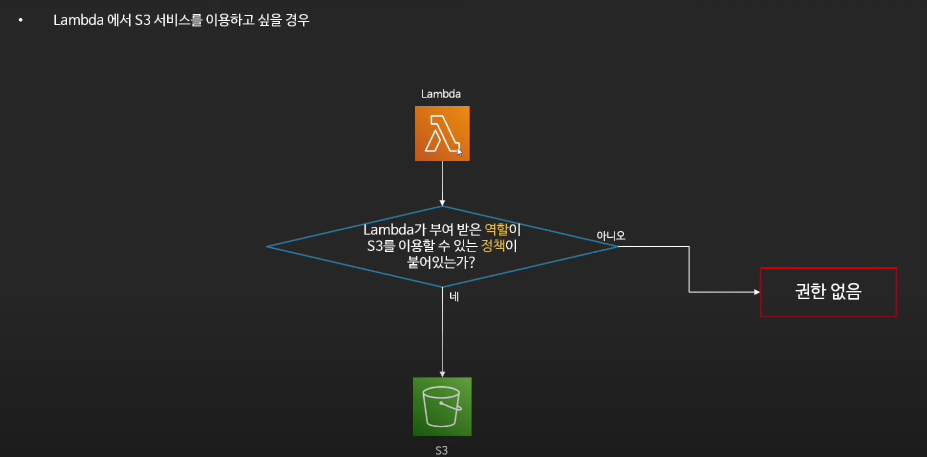 • Lambda 에서 S3 서비스를 이용하고 싶을 경우
Lambda
Lambda가 부여 받은 역할이
S3를 이용할 수 있는 정책이
붙어있는가?
아니오
권한 없음
네
S3